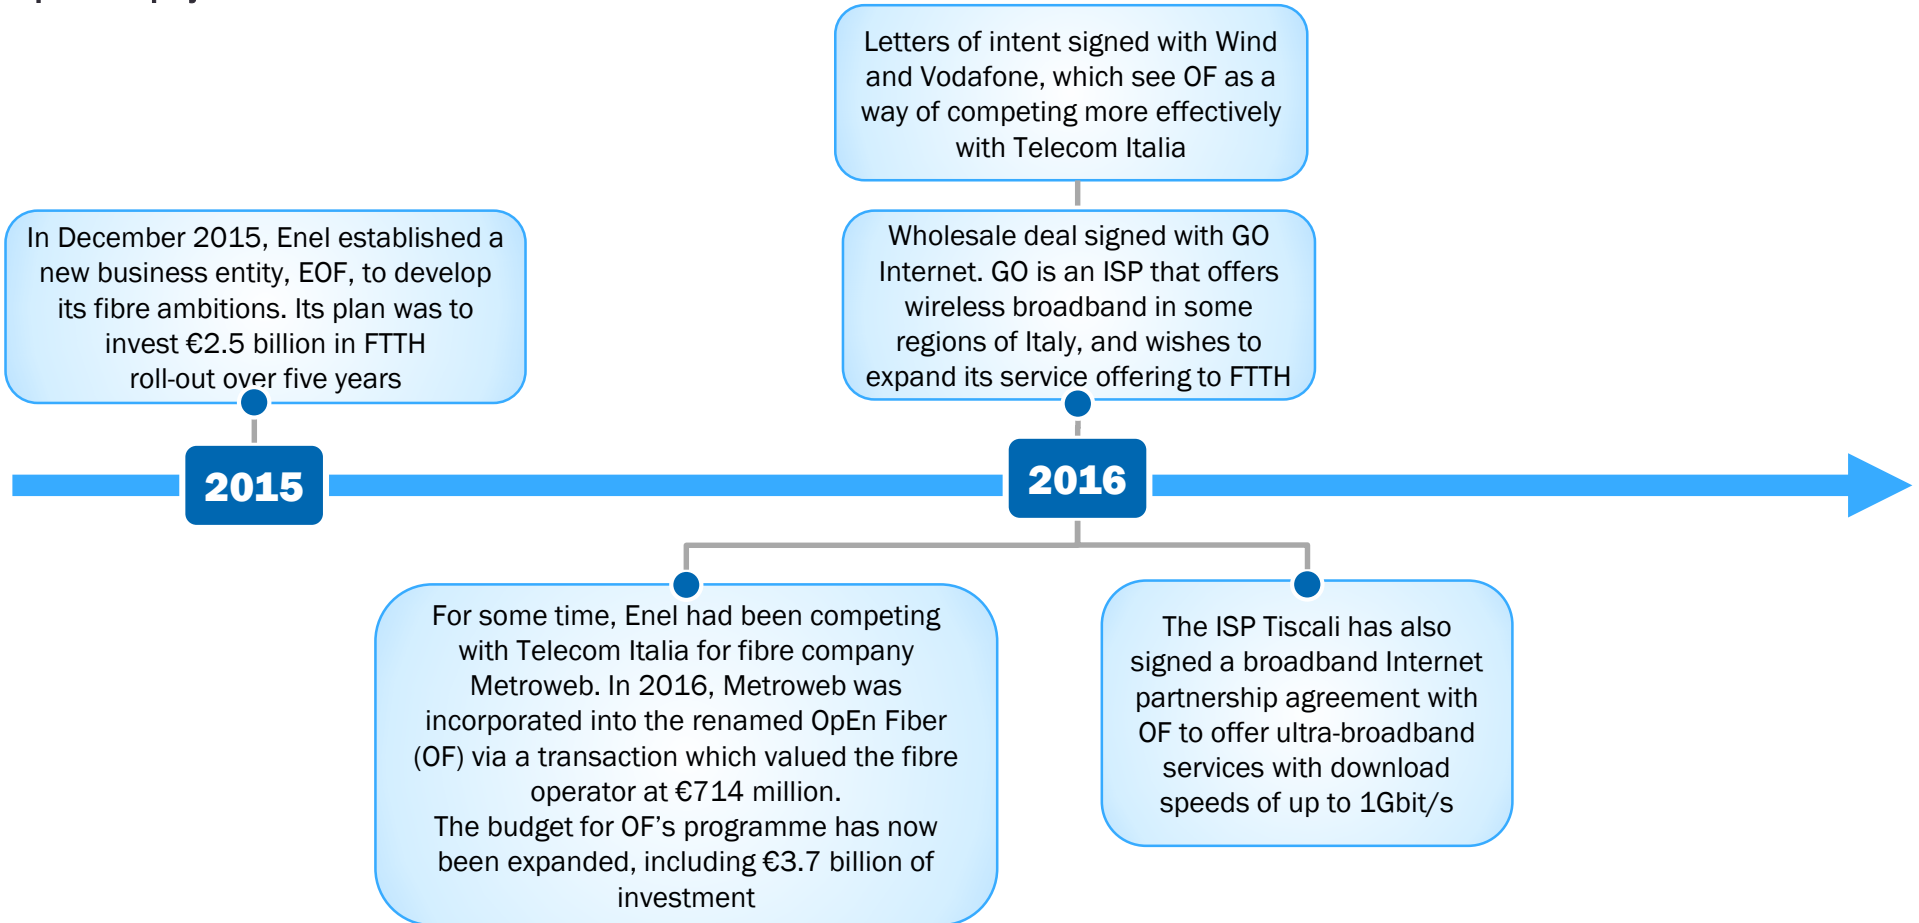 Letters of intent signed with Wind
and Vodafone, which see OF as a
way of competing more effectively
with Telecom Italia
In December 2015, Enel established a
new business entity, EOF, to develop
its fibre ambitions. Its plan was to
invest €2.5 billion in FTTH
roll-out over five years
Wholesale deal signed with GO
Internet. GO is an ISP that offers
wireless broadband in some
regions of Italy, and wishes to
expand its service offering to FTTH
2015
2016
For some time, Enel had been competing
with Telecom Italia for fibre company
Metroweb. In 2016, Metroweb was
incorporated into the renamed OpEn Fiber
(OF) via a transaction which valued the fibre
operator at €714 million.
The budget for OF’s programme has now
been expanded, including €3.7 billion of
investment
The ISP Tiscali has also
signed a broadband Internet
partnership agreement with
OF to offer ultra-broadband
services with download
speeds of up to 1Gbit/s